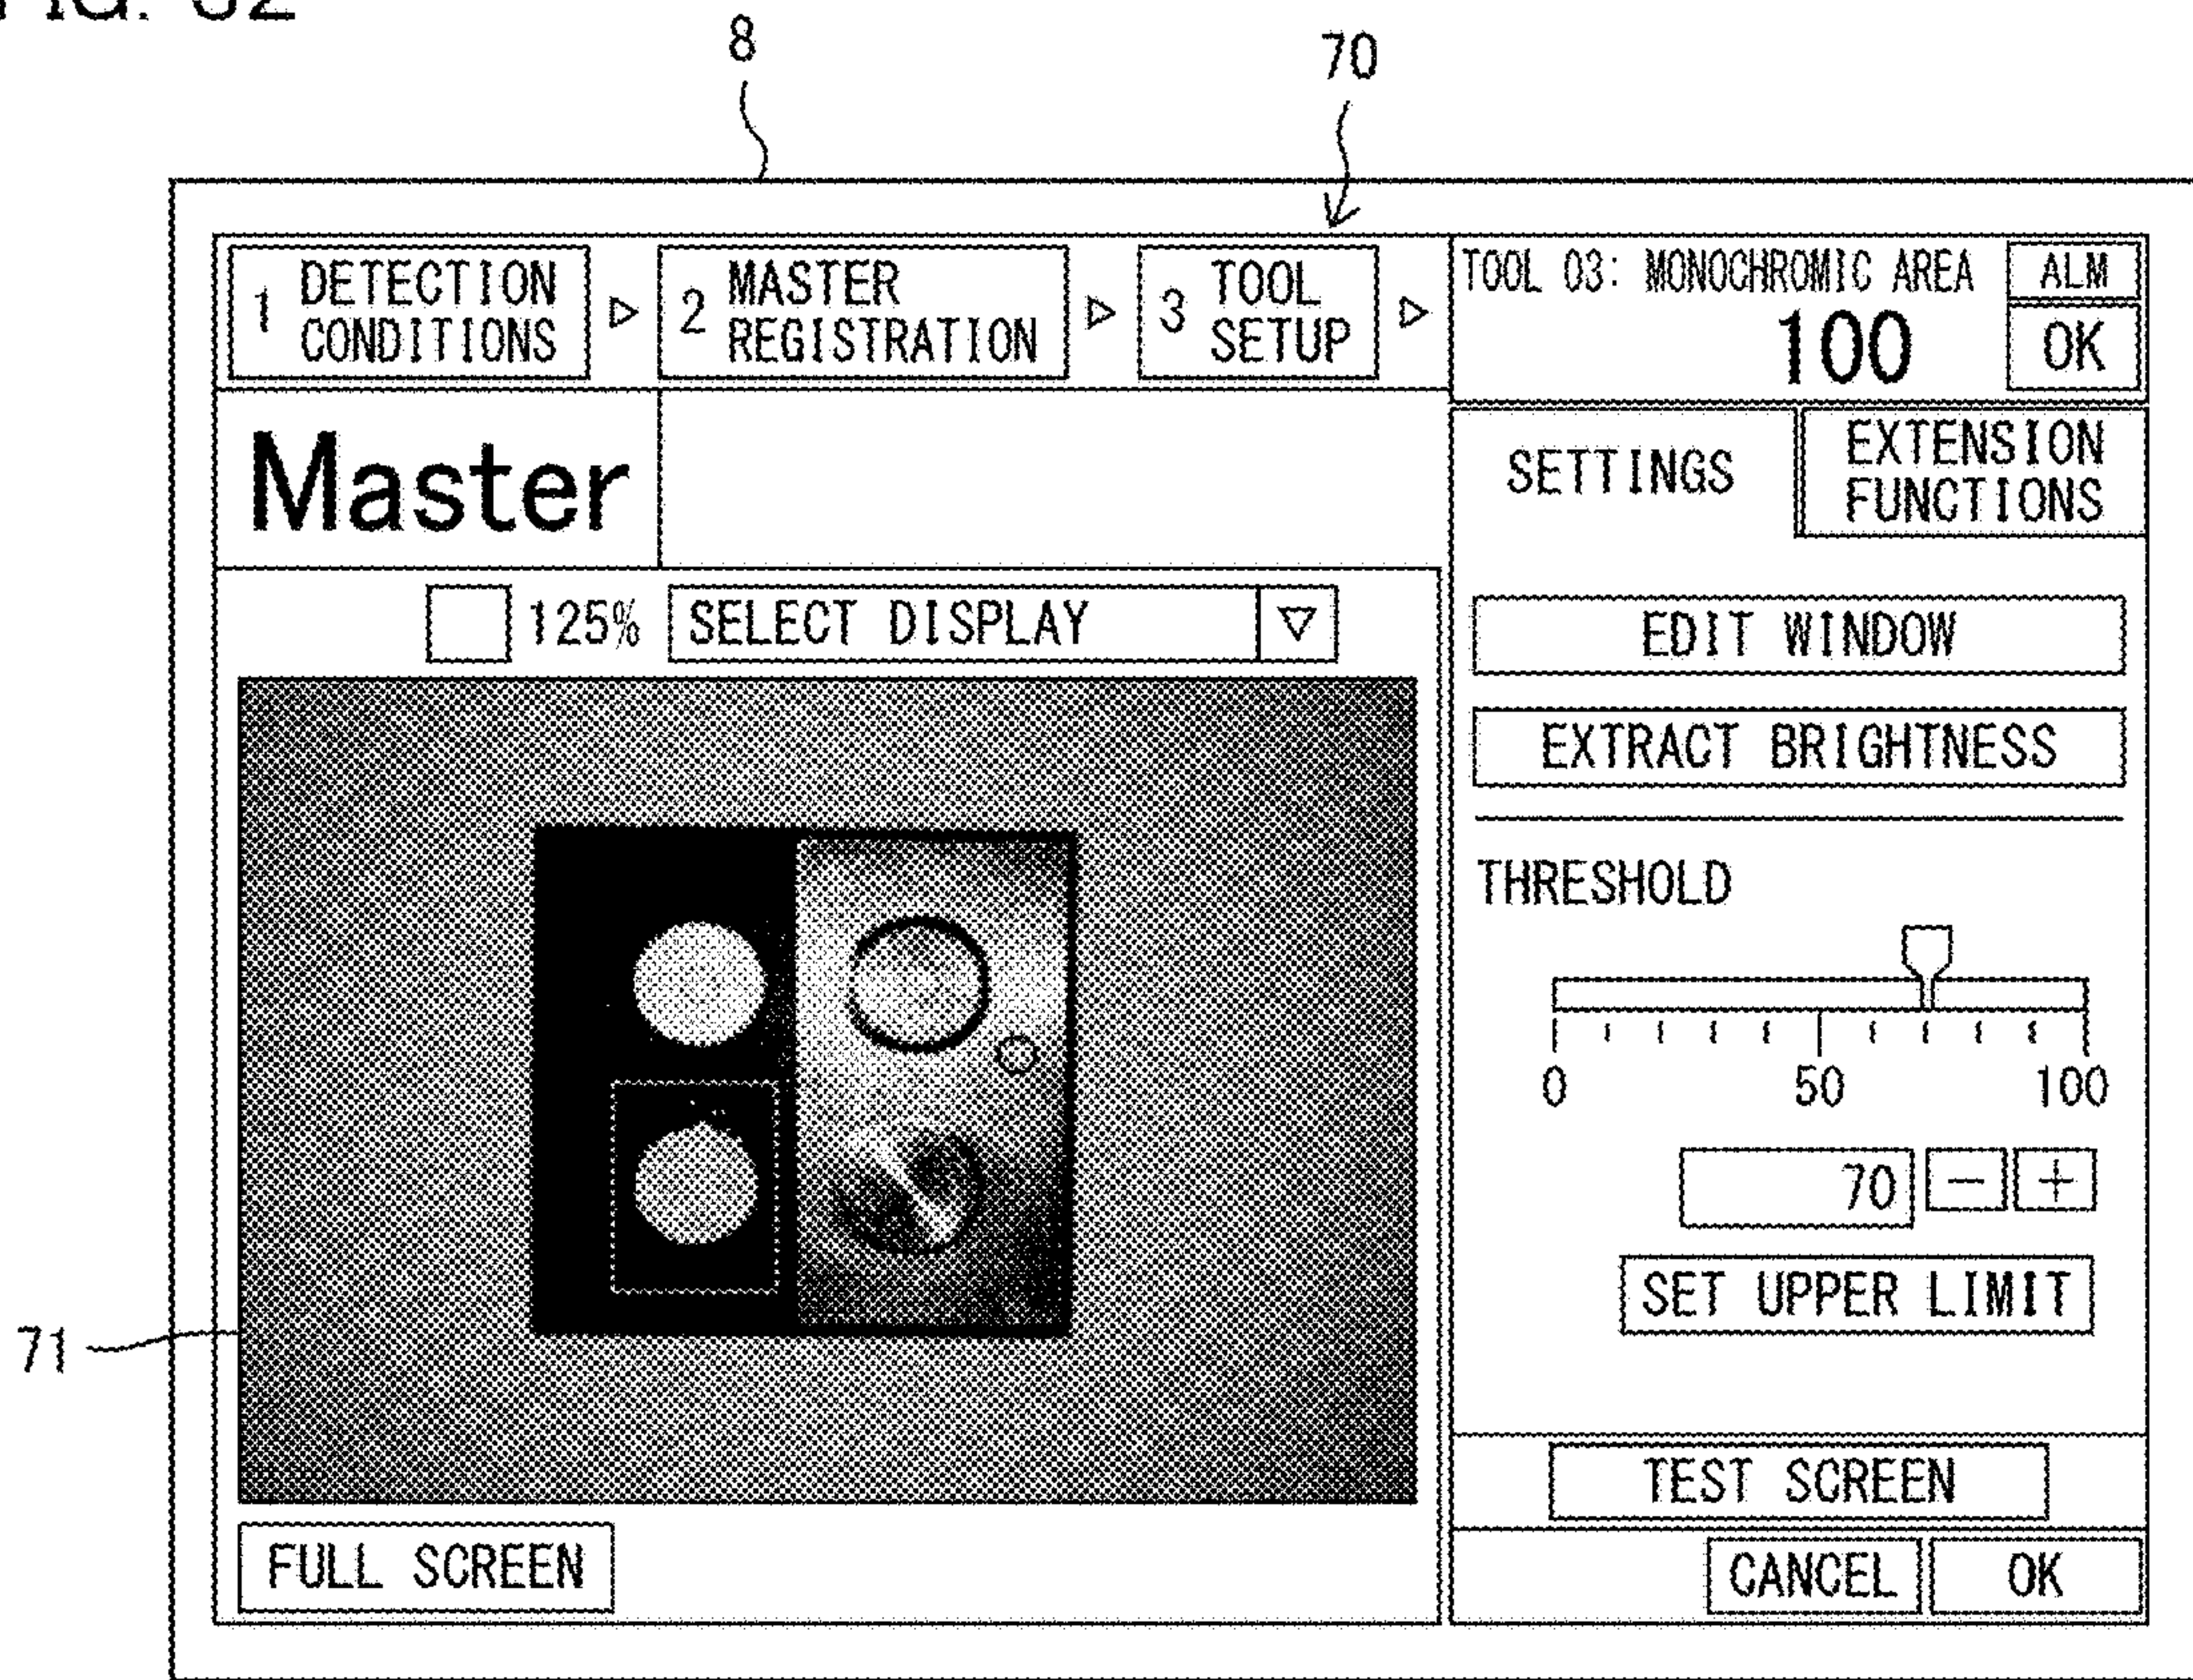 FIG. 32
8
70
1 DETECTION CONDITIONS
2 MASTER REGISTRATION
3 TOOL SETUP
TOOL 03: MONOCHROMIC AREA
ALM
100
OK
Master
SETTINGS
EXTENSION
FUNCTIONS
125%
SELECT DISPLAY
EDIT WINDOW
EXTRACT BRIGHTNESS
THRESHOLD
0 50 100
70 − +
SET UPPER LIMIT
71
TEST SCREEN
FULL SCREEN
CANCEL
OK